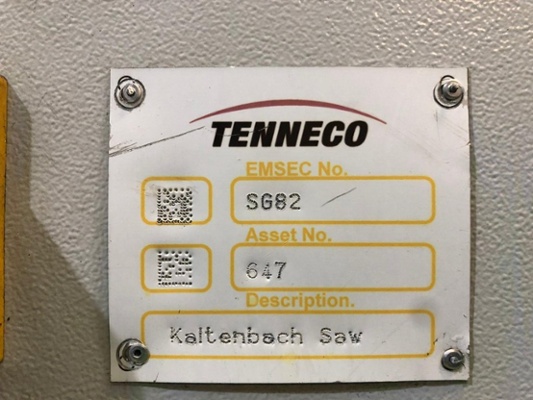 TENNECO
EMSEC No.
SG82
Asset No.
647
Description.
Kaltenbach Saw